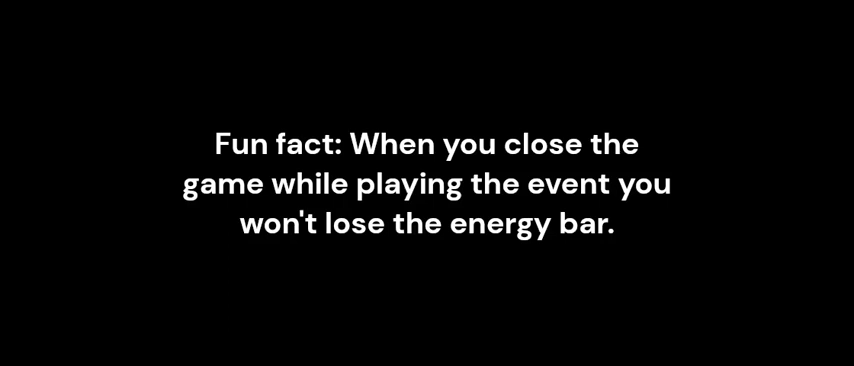 Fun fact: When you close the
game while playing the event you
won't lose the energy bar.